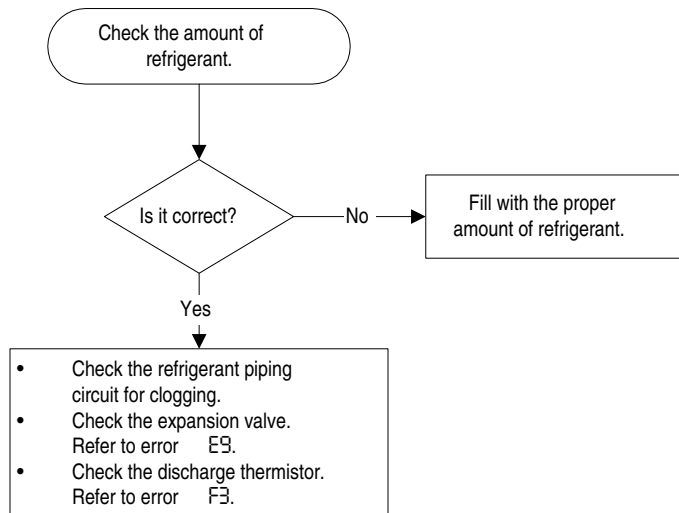 Check the amount of
refrigerant.
Is it correct?
No
Fill with the proper
amount of refrigerant.
Yes
• Check the refrigerant piping
circuit for clogging.
• Check the expansion valve.
Refer to error E9.
• Check the discharge thermistor.
Refer to error F3.